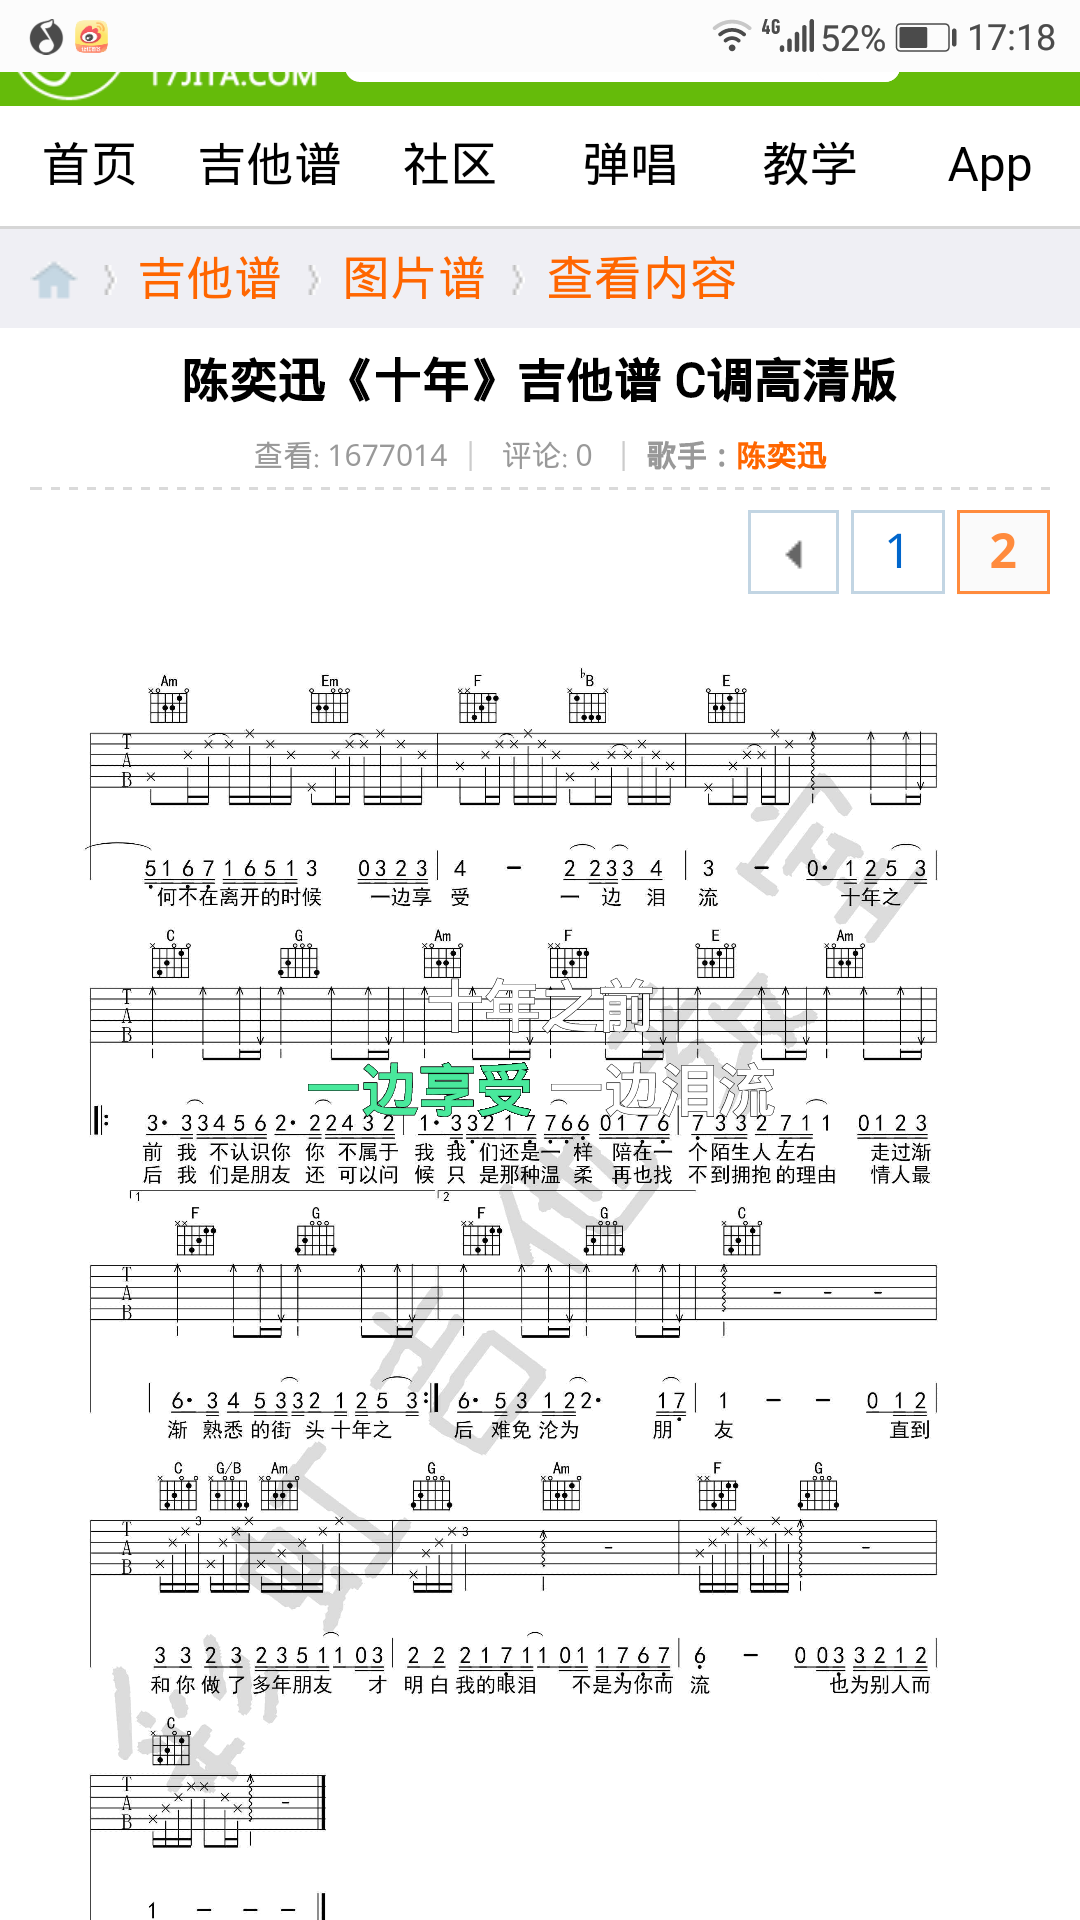 4G 52% 17:18
17JITA.COM
首页 吉他谱 社区 弹唱 教学 App
吉他谱 图片谱 查看内容
陈奕迅《十年》吉他谱 C调高清版
查看: 1677014 | 评论: 0 | 歌手：陈奕迅
1 2
Am Em F ♭B E
T
A
B
5 1 6 7 1 6 5 1 3 0 3 2 3 4 - 2 2 3 3 4 3 - 0· 1 2 5 3
何不在离开的时候 一边享 受 一 边 泪 流 十年之
C G Am F E Am
T
A
B
十年之前
一边享受 一边泪流
3· 3 3 4 5 6 2· 2 2 4 3 2 1· 3 3 2 1 7 7 6 6 0 1 7 6 7 3 3 2 7 1 1 0 1 2 3
前 我 不认识你 你 不属于 我 我 们还是一 样 陪在一 个陌生人 左右 走过渐
后 我 们是朋友 还 可以问 候 只 是那种温 柔 再也找 不到拥抱的理由 情人最
1 2
F G F G C
T
A
B
6· 3 4 5 3 3 2 1 2 5 3 6· 5 3 1 2 2· 1 7 1 - - 0 1 2
渐 熟悉的街 头十年之 后 难免沦为 朋 友 直到
C G/B Am G Am F G
3 3
T
A
B
3 3 2 3 2 3 5 1 1 0 3 2 2 2 1 7 1 1 0 1 1 7 6 7 6 - 0 0 3 3 2 1 2
和你做了多年朋友 才 明白我的眼泪 不是为你而 流 也为别人而
C
T
A
B
1 - - -
彩虹吉他教室